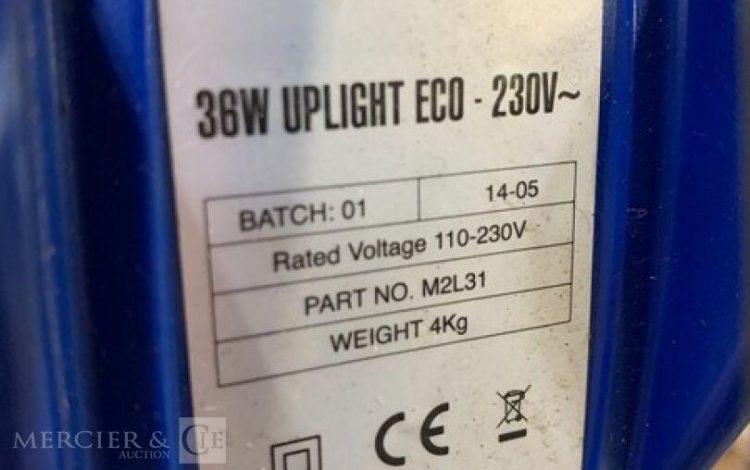 36W UPLIGHT ECO - 230V~
BATCH: 01 14-05
Rated Voltage 110-230V
PART NO. M2L31
WEIGHT 4Kg
CE
MERCIER & CIE
AUCTION